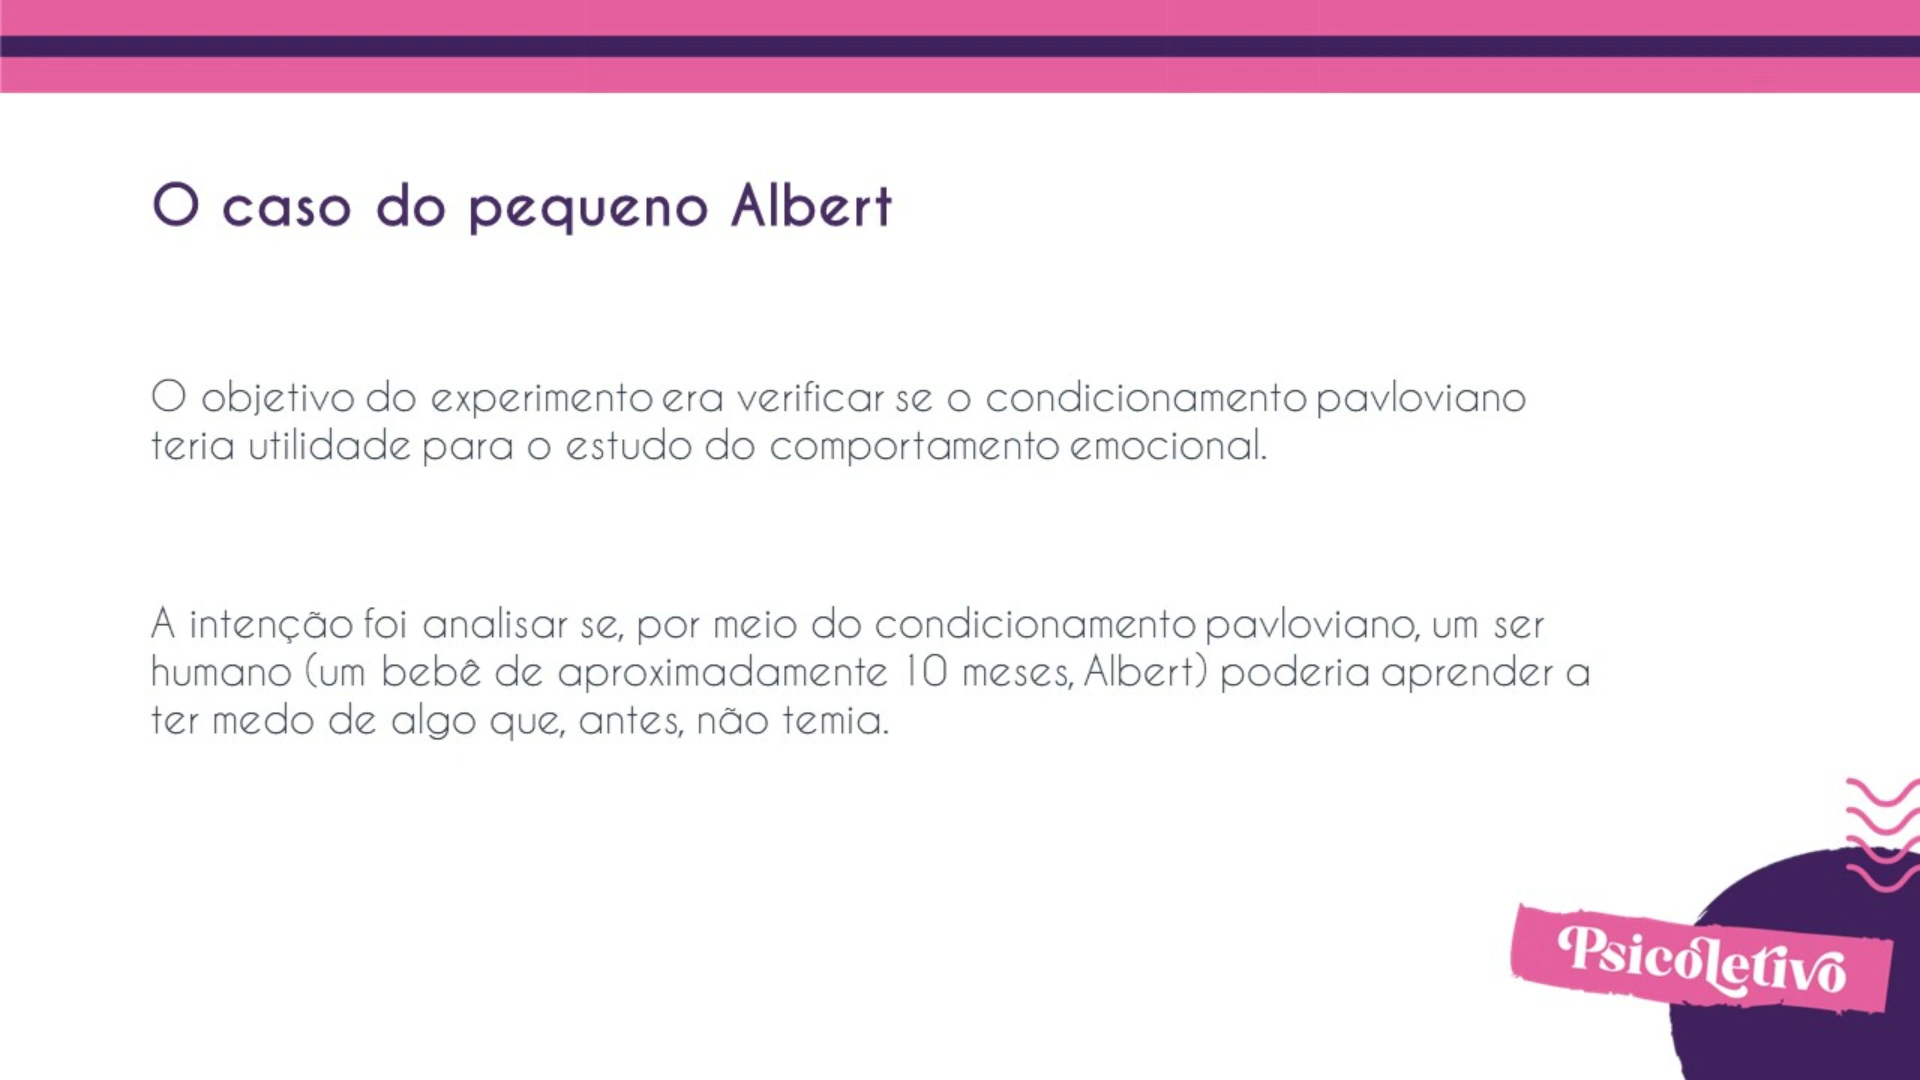 O caso do pequeno Albert
O objetivo do experimento era verificar se o condicionamento pavloviano
teria utilidade para o estudo do comportamento emocional.
A intenção foi analisar se, por meio do condicionamento pavloviano, um ser
humano (um bebê de aproximadamente 10 meses, Albert) poderia aprender a
ter medo de algo que, antes, não temia.
Psicoletivo